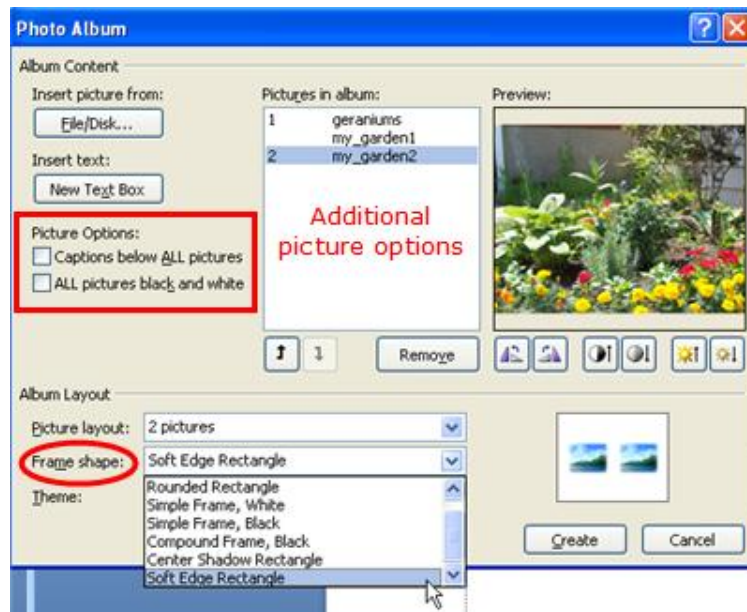 Photo Album
Album Content
Insert picture from:
File/Disk...
Insert text:
New Text Box
Picture Options:
Captions below ALL pictures
ALL pictures black and white
Pictures in album:
1 geraniums
my_garden1
2 my_garden2
Additional
picture options
Remove
Preview:
Album Layout
Picture layout: 2 pictures
Frame shape: Soft Edge Rectangle
Theme:
Rounded Rectangle
Simple Frame, White
Simple Frame, Black
Compound Frame, Black
Center Shadow Rectangle
Soft Edge Rectangle
Create
Cancel